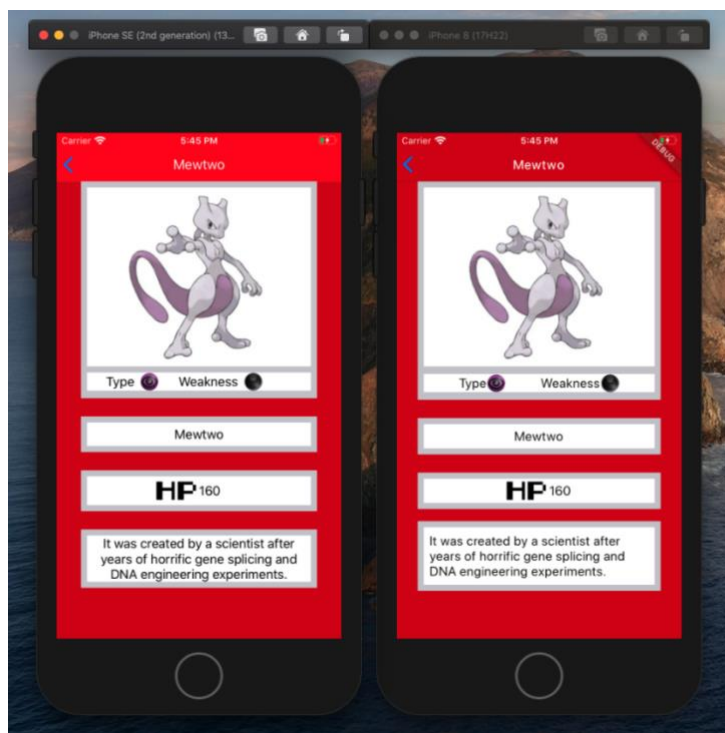 iPhone SE (2nd generation) (13...
iPhone 8 (17H22)
Carrier
5:45 PM
Mewtwo
Type
Weakness
Mewtwo
HP 160
It was created by a scientist after
years of horrific gene splicing and
DNA engineering experiments.
Carrier
5:45 PM
DEBUG
Mewtwo
Type
Weakness
Mewtwo
HP 160
It was created by a scientist after
years of horrific gene splicing and
DNA engineering experiments.